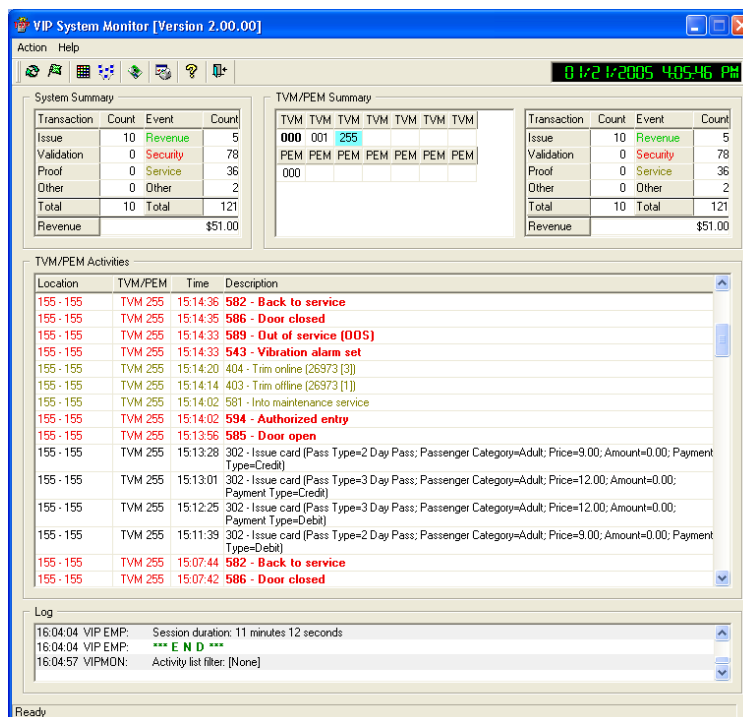 VIP System Monitor [Version 2.00.00]
Action Help
01/21/2005 4:05:46 PM
System Summary
Transaction Count Event Count
Issue 10 Revenue 5
Validation 0 Security 78
Proof 0 Service 36
Other 0 Other 2
Total 10 Total 121
Revenue $51.00
TVM/PEM Summary
TVM TVM TVM TVM TVM TVM TVM
000 001 255
PEM PEM PEM PEM PEM PEM PEM
000
Transaction Count Event Count
Issue 10 Revenue 5
Validation 0 Security 78
Proof 0 Service 36
Other 0 Other 2
Total 10 Total 121
Revenue $51.00
TVM/PEM Activities
Location TVM/PEM Time Description
155 - 155 TVM 255 15:14:36 582 - Back to service
155 - 155 TVM 255 15:14:35 586 - Door closed
155 - 155 TVM 255 15:14:33 589 - Out of service (OOS)
155 - 155 TVM 255 15:14:33 543 - Vibration alarm set
155 - 155 TVM 255 15:14:20 404 - Trim online (26973 [3])
155 - 155 TVM 255 15:14:14 403 - Trim offline (26973 [1])
155 - 155 TVM 255 15:14:02 581 - Into maintenance service
155 - 155 TVM 255 15:14:02 594 - Authorized entry
155 - 155 TVM 255 15:13:56 585 - Door open
155 - 155 TVM 255 15:13:28 302 - Issue card (Pass Type=2 Day Pass; Passenger Category=Adult; Price=9.00; Amount=0.00; Payment
Type=Credit)
155 - 155 TVM 255 15:13:01 302 - Issue card (Pass Type=3 Day Pass; Passenger Category=Adult; Price=12.00; Amount=0.00;
Payment Type=Credit)
155 - 155 TVM 255 15:12:25 302 - Issue card (Pass Type=3 Day Pass; Passenger Category=Adult; Price=12.00; Amount=0.00;
Payment Type=Debit)
155 - 155 TVM 255 15:11:39 302 - Issue card (Pass Type=2 Day Pass; Passenger Category=Adult; Price=9.00; Amount=0.00; Payment
Type=Debit)
155 - 155 TVM 255 15:07:44 582 - Back to service
155 - 155 TVM 255 15:07:42 586 - Door closed
Log
16:04:04 VIP EMP: Session duration: 11 minutes 12 seconds
16:04:04 VIP EMP: *** E N D ***
16:04:57 VIPMON: Activity list filter: [None]
Ready